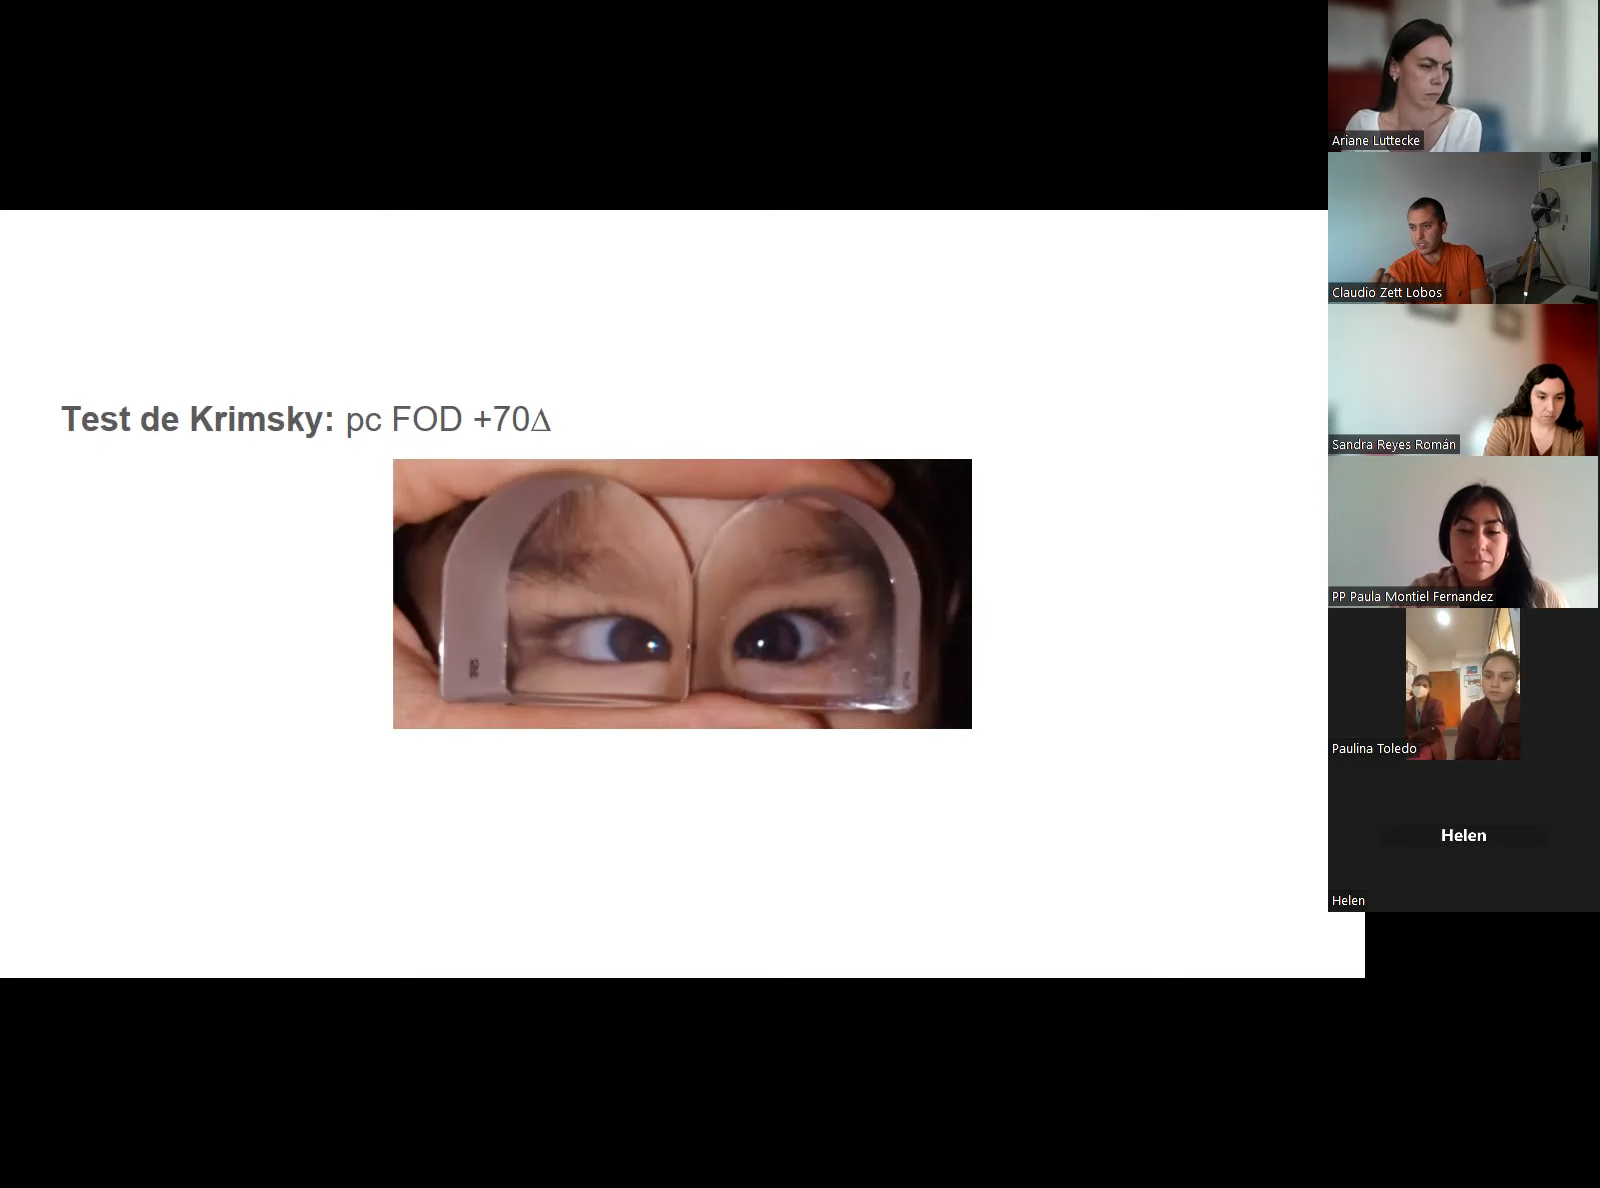 Test de Krimsky: pc FOD +70Δ
Ariane Luttecke
Claudio Zett Lobos
Sandra Reyes Román
PP Paula Montiel Fernandez
Paulina Toledo
Helen
Helen